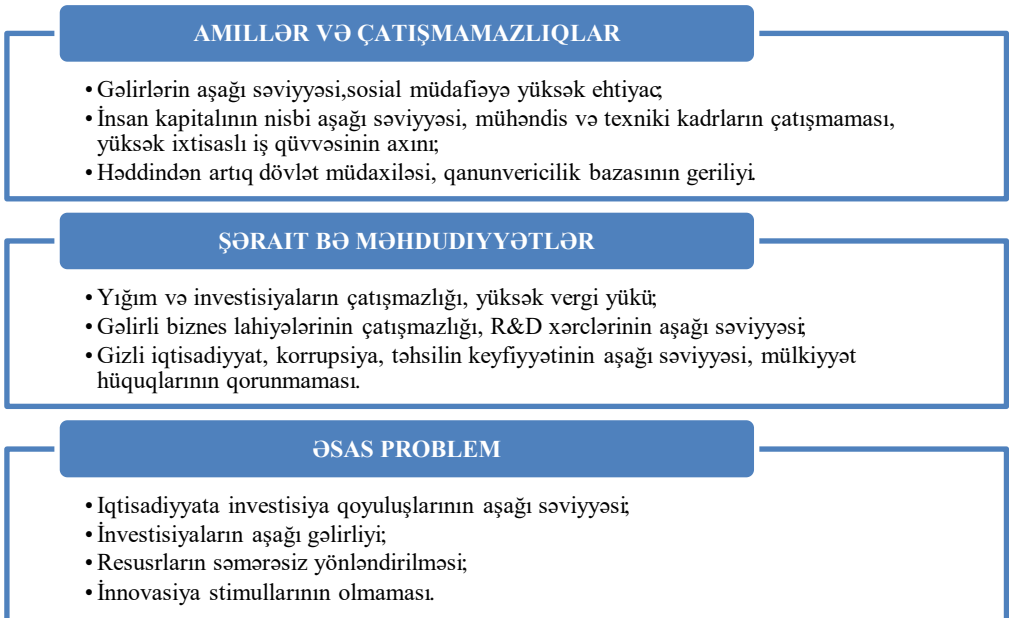 AMILLƏR VƏ ÇATIŞMAMAZLIQLAR
• Gəlirlərin aşağı səviyyəsi,sosial müdafiəyə yüksək ehtiyac;
• İnsan kapitalının nisbi aşağı səviyyəsi, mühəndis və texniki kadrların çatışmaması,
yüksək ixtisaslı iş qüvvəsinin axını;
• Həddindən artıq dövlət müdaxiləsi, qanunvericilik bazasının geriliyi.
ŞƏRAIT BƏ MƏHDUDIYYƏTLƏR
• Yığım və investisiyaların çatışmazlığı, yüksək vergi yükü;
• Gəlirli biznes lahiyələrinin çatışmazlığı, R&D xərclərinin aşağı səviyyəsi;
• Gizli iqtisadiyyat, korrupsiya, təhsilin keyfiyyətinin aşağı səviyyəsi, mülkiyyət
hüquqlarının qorunmaması.
ƏSAS PROBLEM
• Iqtisadiyyata investisiya qoyuluşlarının aşağı səviyyəsi;
• İnvestisiyaların aşağı gəlirliyi;
• Resusrların səmərəsiz yönləndirilməsi;
• İnnovasiya stimullarının olmaması.